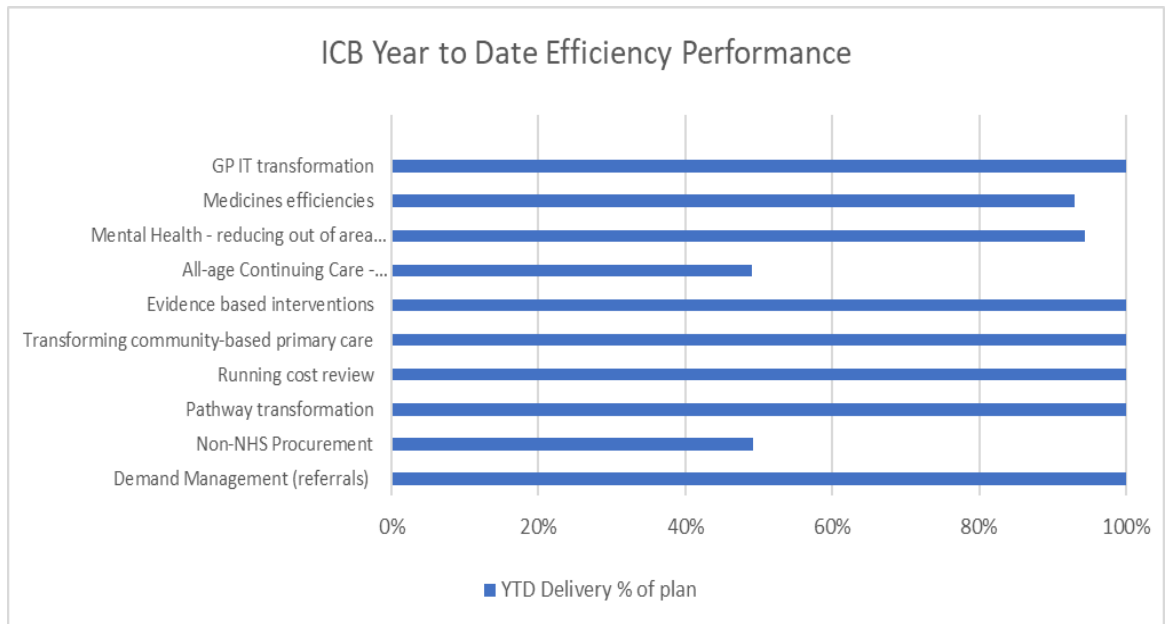 ICB Year to Date Efficiency Performance
GP IT transformation
Medicines efficiencies
Mental Health - reducing out of area...
All-age Continuing Care -...
Evidence based interventions
Transforming community-based primary care
Running cost review
Pathway transformation
Non-NHS Procurement
Demand Management (referrals)
0% 20% 40% 60% 80% 100%
YTD Delivery % of plan